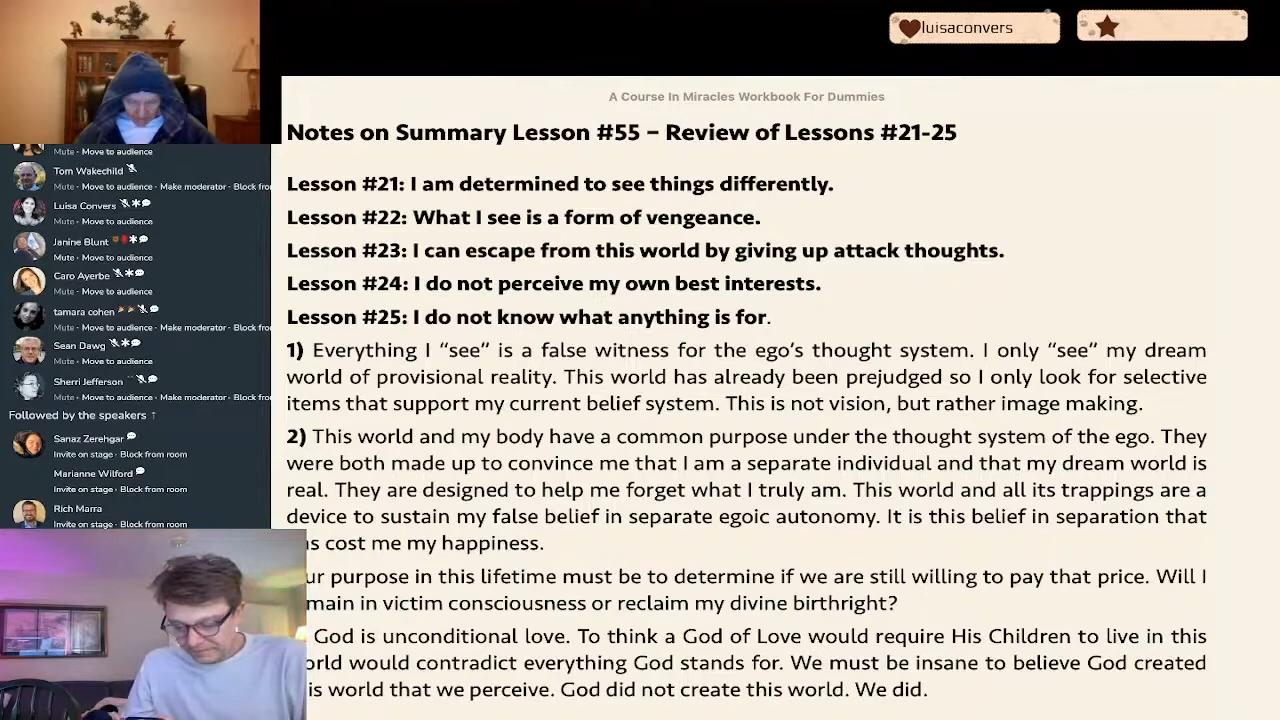 luisaconvers
A Course In Miracles Workbook For Dummies
Notes on Summary Lesson #55 – Review of Lessons #21-25
Lesson #21: I am determined to see things differently.
Lesson #22: What I see is a form of vengeance.
Lesson #23: I can escape from this world by giving up attack thoughts.
Lesson #24: I do not perceive my own best interests.
Lesson #25: I do not know what anything is for.
1) Everything I “see” is a false witness for the ego’s thought system. I only “see” my dream
world of provisional reality. This world has already been prejudged so I only look for selective
items that support my current belief system. This is not vision, but rather image making.
2) This world and my body have a common purpose under the thought system of the ego. They
were both made up to convince me that I am a separate individual and that my dream world is
real. They are designed to help me forget what I truly am. This world and all its trappings are a
device to sustain my false belief in separate egoic autonomy. It is this belief in separation that
cost me my happiness.
purpose in this lifetime must be to determine if we are still willing to pay that price. Will I
in victim consciousness or reclaim my divine birthright?
God is unconditional love. To think a God of Love would require His Children to live in this
would contradict everything God stands for. We must be insane to believe God created
is world that we perceive. God did not create this world. We did.
Mute · Move to audience
Tom Wakechild
Mute · Move to audience · Make moderator · Block from
Luisa Convers
Mute · Move to audience
Janine Blunt
Mute · Move to audience
Caro Ayerbe
Mute · Move to audience
tamara cohen
Mute · Move to audience · Make moderator · Block from
Sean Dawg
Mute · Move to audience
Sherri Jefferson
Mute · Move to audience · Make moderator · Block from
Followed by the speakers ↑
Sanaz Zerehgar
Invite on stage · Block from room
Marianne Wilford
Invite on stage · Block from room
Rich Marra
Invite on stage · Block from room